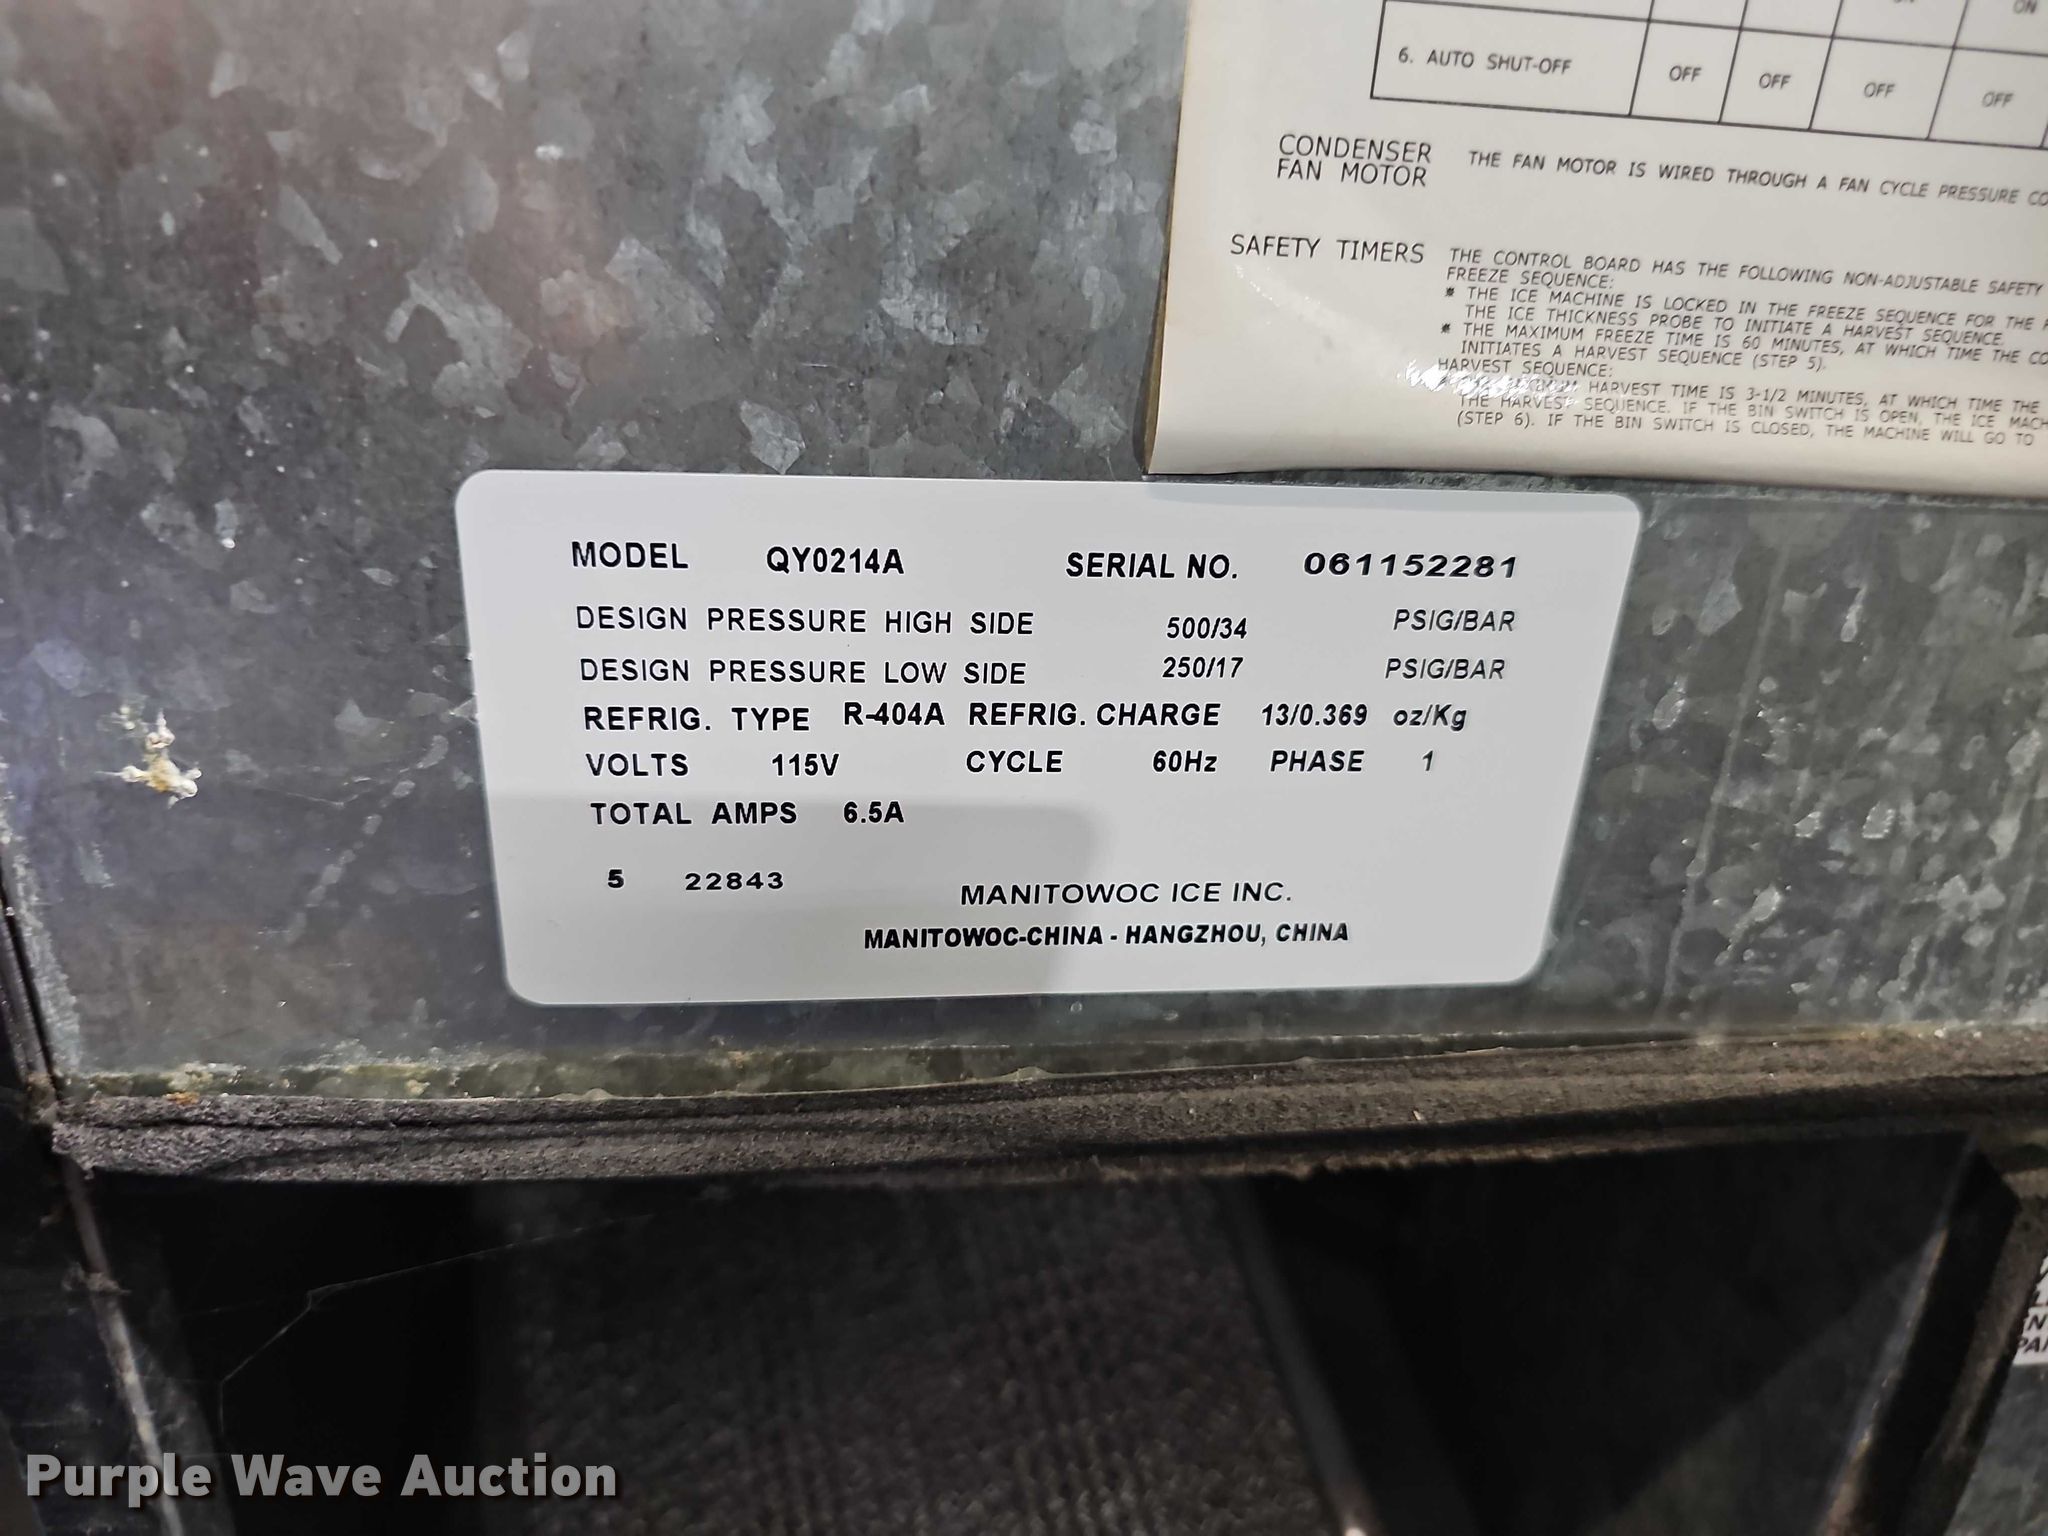 ON
6. AUTO SHUT-OFF OFF OFF OFF OFF
CONDENSER
FAN MOTOR
THE FAN MOTOR IS WIRED THROUGH A FAN CYCLE PRESSURE
SAFETY TIMERS
THE CONTROL BOARD HAS THE FOLLOWING NON-ADJUSTABLE SAFETY
FREEZE SEQUENCE:
* THE ICE MACHINE IS LOCKED IN THE FREEZE SEQUENCE FOR THE
THE ICE THICKNESS PROBE TO INITIATE A HARVEST SEQUENCE.
* THE MAXIMUM FREEZE TIME IS 60 MINUTES, AT WHICH TIME THE
INITIATES A HARVEST SEQUENCE (STEP 5).
HARVEST SEQUENCE:
HARVEST TIME IS 3-1/2 MINUTES, AT WHICH TIME THE
THE HARVEST SEQUENCE. IF THE BIN SWITCH IS OPEN, THE ICE
(STEP 6). IF THE BIN SWITCH IS CLOSED, THE MACHINE WILL GO TO
MODEL QY0214A SERIAL NO. 061152281
DESIGN PRESSURE HIGH SIDE 500/34 PSIG/BAR
DESIGN PRESSURE LOW SIDE 250/17 PSIG/BAR
REFRIG. TYPE R-404A REFRIG. CHARGE 13/0.369 oz/Kg
VOLTS 115V CYCLE 60Hz PHASE 1
TOTAL AMPS 6.5A
5 22843
MANITOWOC ICE INC.
MANITOWOC-CHINA - HANGZHOU, CHINA
Purple Wave Auction